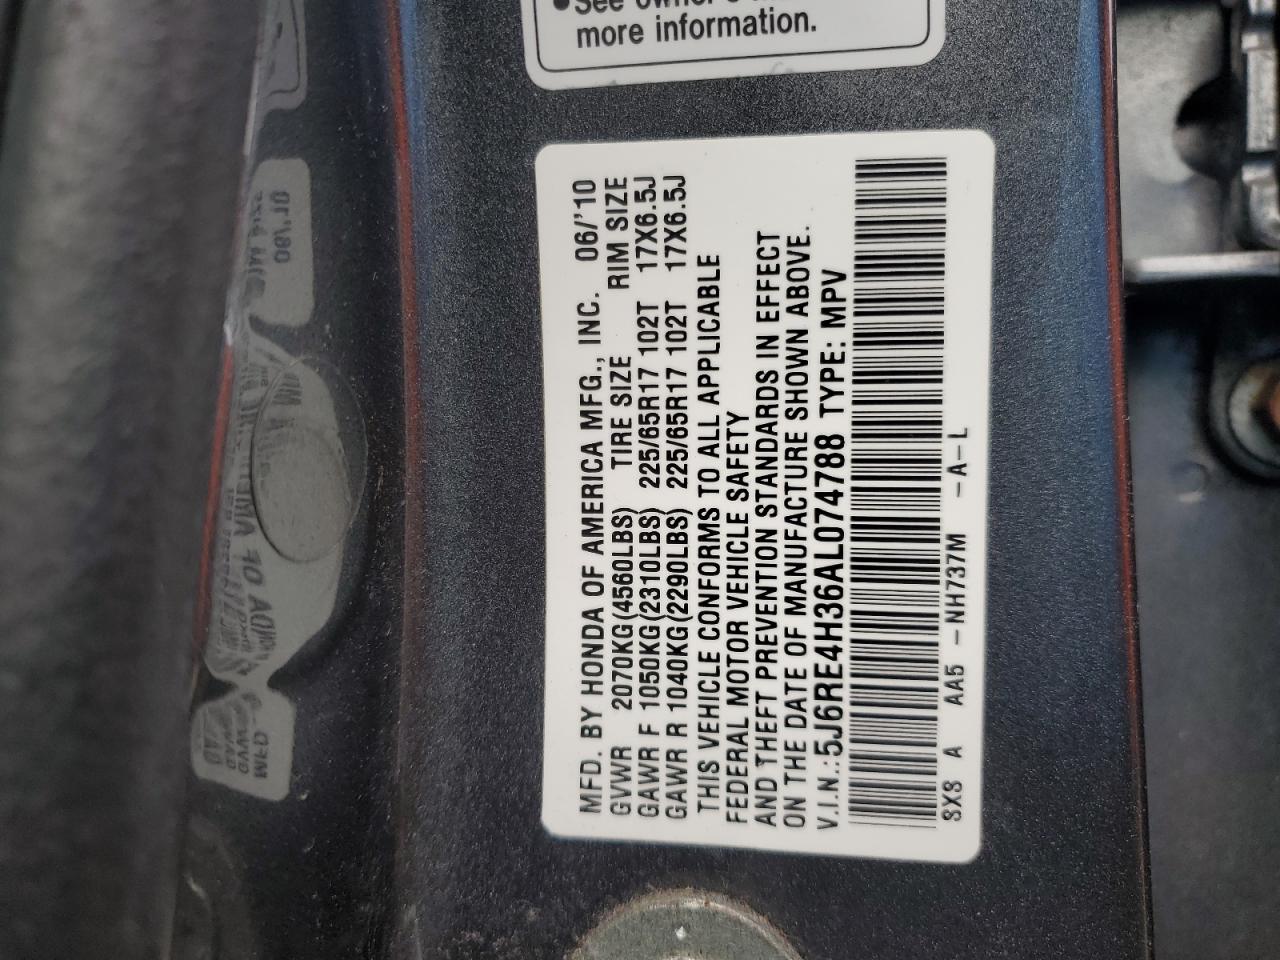 more information.
MFD. BY HONDA OF AMERICA MFG., INC. 06/'10
GVWR 2070KG(4560LBS) TIRE SIZE RIM SIZE
GAWR F 1050KG(2310LBS) 225/65R17 102T 17X6.5J
GAWR R 1040KG(2290LBS) 225/65R17 102T 17X6.5J
THIS VEHICLE CONFORMS TO ALL APPLICABLE
FEDERAL MOTOR VEHICLE SAFETY
AND THEFT PREVENTION STANDARDS IN EFFECT
ON THE DATE OF MANUFACTURE SHOWN ABOVE.
V.I.N.: 5J6RE4H36AL074788 TYPE: MPV
SXS A AA5 -NH737M -A-L